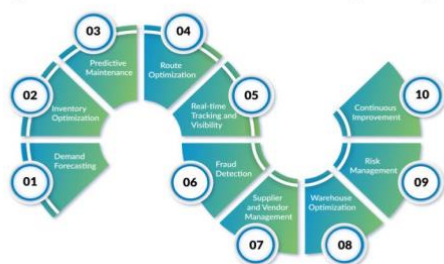 01
Demand
Forecasting
02
Inventory
Optimization
03
Predictive
Maintenance
04
Route
Optimization
05
Real-time
Tracking and
Visibility
06
Fraud
Detection
07
Supplier
and Vendor
Management
08
Warehouse
Optimization
09
Risk
Management
10
Continuous
Improvement